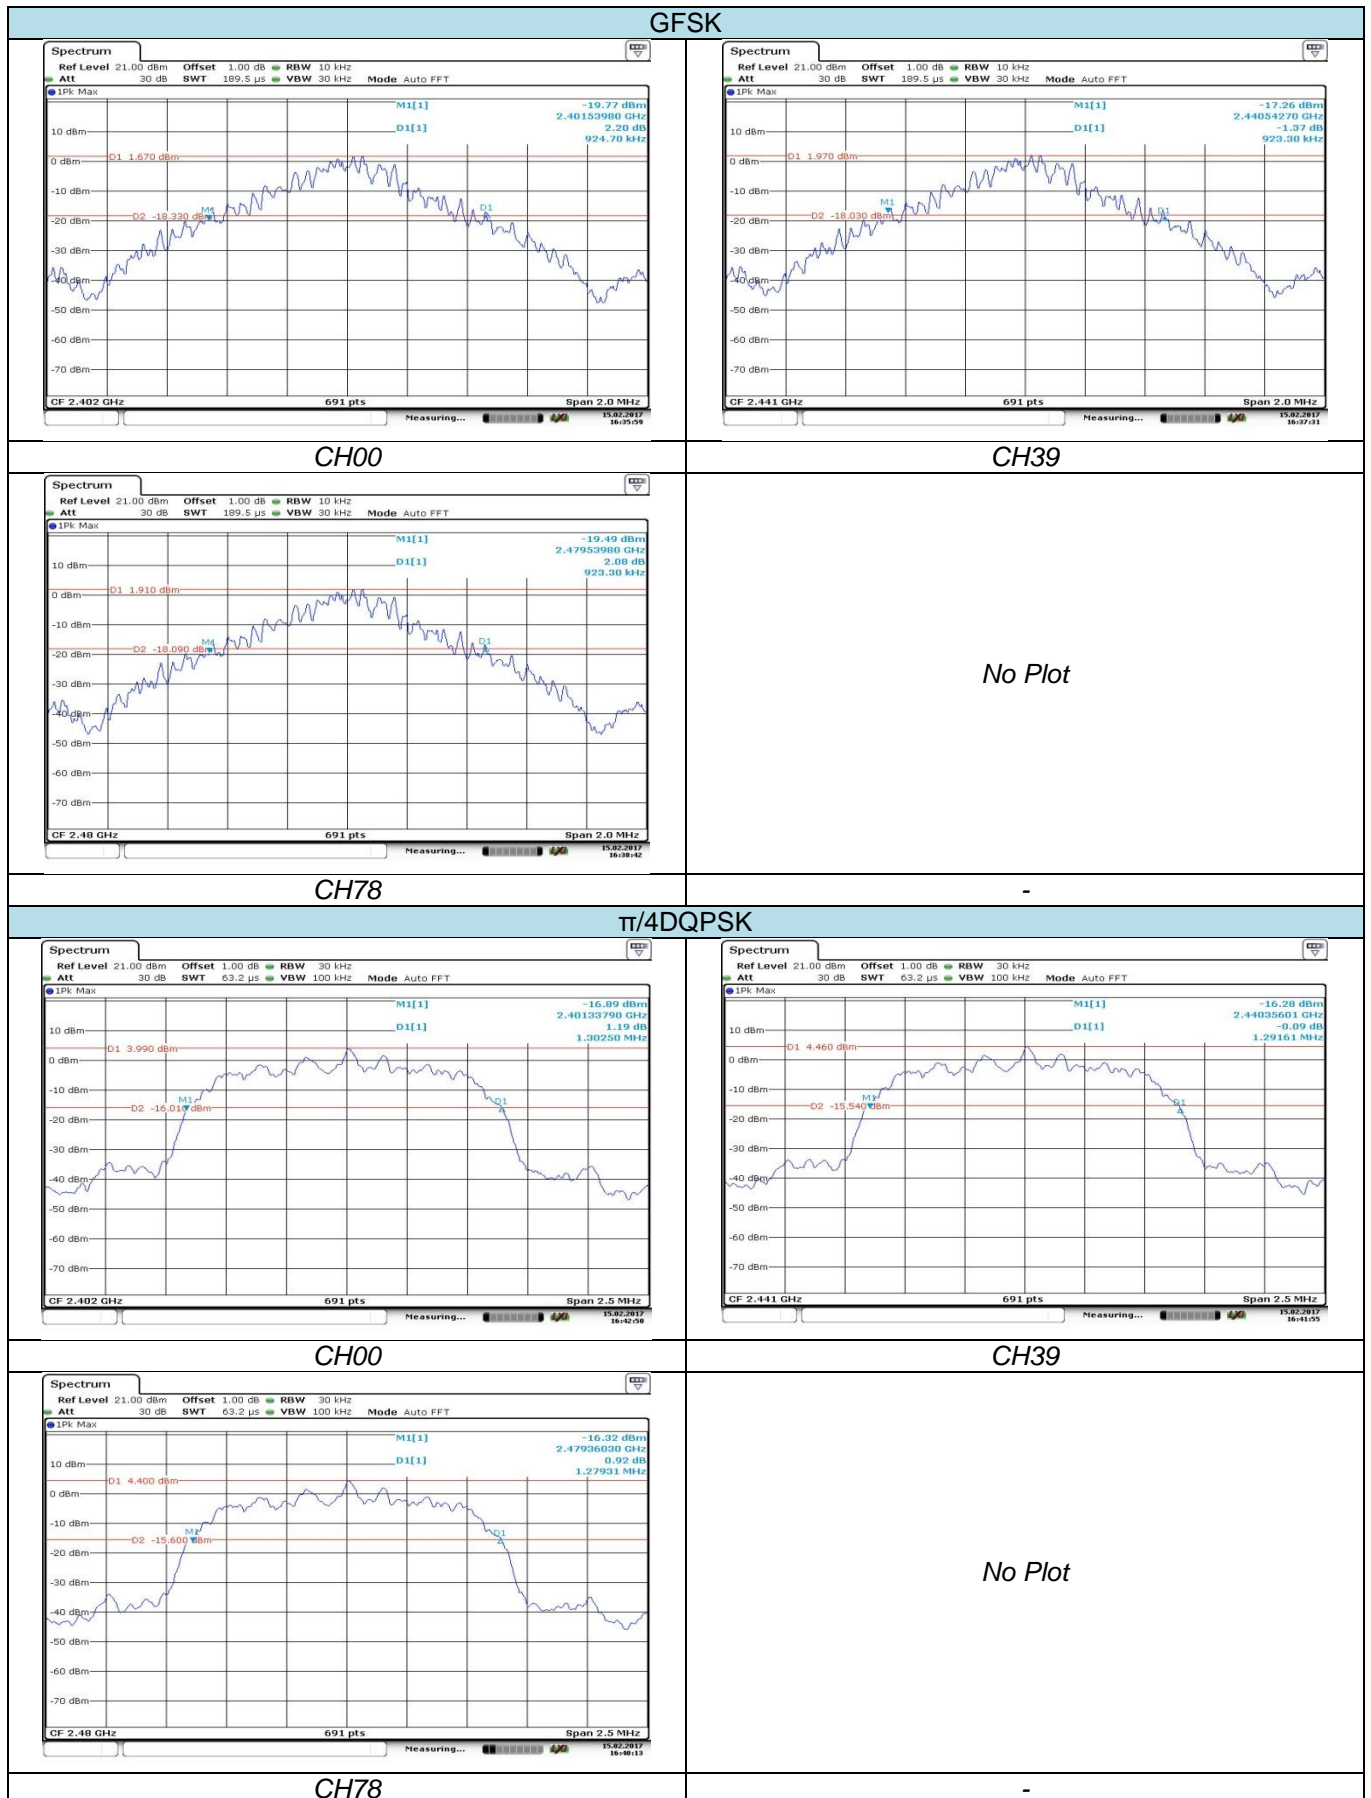 GFSK
Spectrum
Ref Level 21.00 dBm Offset 1.00 dB RBW 10 kHz
Att 30 dB SWT 189.5 µs VBW 30 kHz Mode Auto FFT
1Pk Max
M1[1] -19.77 dBm
2.40153980 GHz
D1[1] 2.20 dB
924.70 kHz
10 dBm
D1 1.670 dBm
0 dBm
-10 dBm
M1
D1
D2 -18.330 dBm
-20 dBm
-30 dBm
-40 dBm
-50 dBm
-60 dBm
-70 dBm
CF 2.402 GHz 691 pts Span 2.0 MHz
Measuring... 15.02.2017
16:35:59
CH00
Spectrum
Ref Level 21.00 dBm Offset 1.00 dB RBW 10 kHz
Att 30 dB SWT 189.5 µs VBW 30 kHz Mode Auto FFT
1Pk Max
M1[1] -17.26 dBm
2.44054270 GHz
D1[1] -1.37 dB
923.30 kHz
10 dBm
D1 1.970 dBm
0 dBm
-10 dBm
M1
D1
D2 -18.030 dBm
-20 dBm
-30 dBm
-40 dBm
-50 dBm
-60 dBm
-70 dBm
CF 2.441 GHz 691 pts Span 2.0 MHz
Measuring... 15.02.2017
16:37:31
CH39
Spectrum
Ref Level 21.00 dBm Offset 1.00 dB RBW 10 kHz
Att 30 dB SWT 189.5 µs VBW 30 kHz Mode Auto FFT
1Pk Max
M1[1] -19.49 dBm
2.47953980 GHz
D1[1] 2.08 dB
923.30 kHz
10 dBm
D1 1.910 dBm
0 dBm
-10 dBm
M1
D1
D2 -18.090 dBm
-20 dBm
-30 dBm
-40 dBm
-50 dBm
-60 dBm
-70 dBm
CF 2.48 GHz 691 pts Span 2.0 MHz
Measuring... 15.02.2017
16:38:42
CH78
No Plot
-
π/4DQPSK
Spectrum
Ref Level 21.00 dBm Offset 1.00 dB RBW 30 kHz
Att 30 dB SWT 63.2 µs VBW 100 kHz Mode Auto FFT
1Pk Max
M1[1] -16.89 dBm
2.40133790 GHz
D1[1] 1.19 dB
1.30250 MHz
10 dBm
D1 3.990 dBm
0 dBm
-10 dBm
M1
D1
D2 -16.010 dBm
-20 dBm
-30 dBm
-40 dBm
-50 dBm
-60 dBm
-70 dBm
CF 2.402 GHz 691 pts Span 2.5 MHz
Measuring... 15.02.2017
16:42:50
CH00
Spectrum
Ref Level 21.00 dBm Offset 1.00 dB RBW 30 kHz
Att 30 dB SWT 63.2 µs VBW 100 kHz Mode Auto FFT
1Pk Max
M1[1] -16.28 dBm
2.44035601 GHz
D1[1] -0.09 dB
1.29161 MHz
10 dBm
D1 4.460 dBm
0 dBm
-10 dBm
M1
D1
D2 -15.540 dBm
-20 dBm
-30 dBm
-40 dBm
-50 dBm
-60 dBm
-70 dBm
CF 2.441 GHz 691 pts Span 2.5 MHz
Measuring... 15.02.2017
16:41:55
CH39
Spectrum
Ref Level 21.00 dBm Offset 1.00 dB RBW 30 kHz
Att 30 dB SWT 63.2 µs VBW 100 kHz Mode Auto FFT
1Pk Max
M1[1] -16.32 dBm
2.47936030 GHz
D1[1] 0.92 dB
1.27931 MHz
10 dBm
D1 4.400 dBm
0 dBm
-10 dBm
M1
D1
D2 -15.600 dBm
-20 dBm
-30 dBm
-40 dBm
-50 dBm
-60 dBm
-70 dBm
CF 2.48 GHz 691 pts Span 2.5 MHz
Measuring... 15.02.2017
16:40:13
CH78
No Plot
-